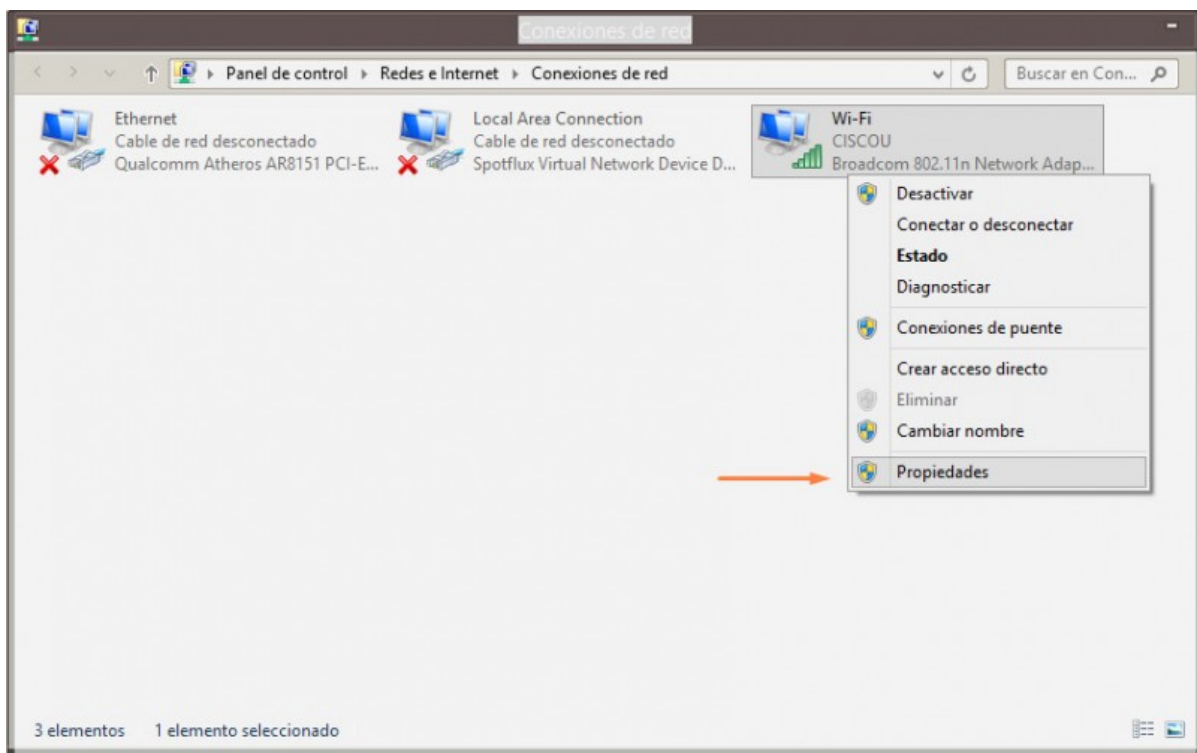 Conexiones de red
Panel de control ▸ Redes e Internet ▸ Conexiones de red
Buscar en Con...
Ethernet
Cable de red desconectado
Qualcomm Atheros AR8151 PCI-E...
Local Area Connection
Cable de red desconectado
Spotflux Virtual Network Device D...
Wi-Fi
CISCOU
Broadcom 802.11n Network Adap...
Desactivar
Conectar o desconectar
Estado
Diagnosticar
Conexiones de puente
Crear acceso directo
Eliminar
Cambiar nombre
Propiedades
3 elementos
1 elemento seleccionado